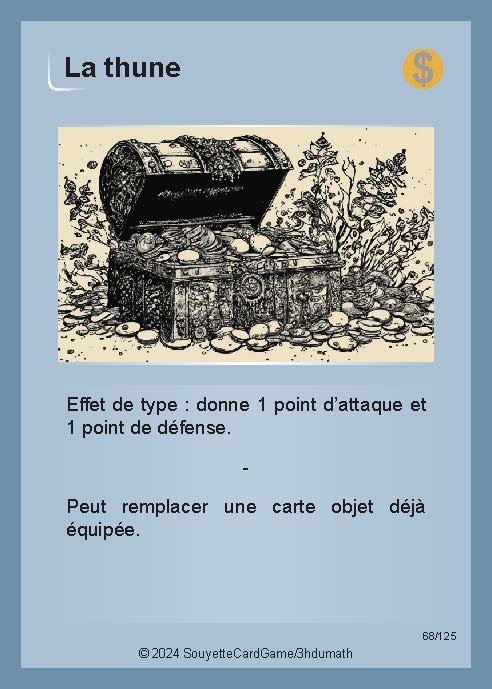 La thune
$
Effet de type : donne 1 point d'attaque et
1 point de défense.
-
Peut remplacer une carte objet déjà
équipée.
68/125
© 2024 SouyetteCardGame/3hdumath